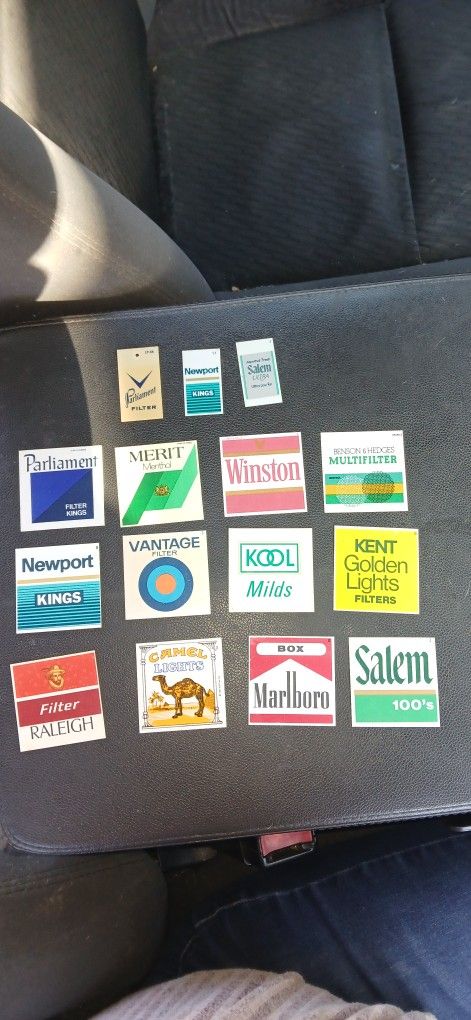 Parliament
FILTER
Newport
KINGS
Salem
ULTRA
Parliament
FILTER
KINGS
MERIT
Menthol
Winston
BENSON & HEDGES
MULTIFILTER
Newport
KINGS
VANTAGE
FILTER
KOOL
Milds
KENT
Golden
Lights
FILTERS
Filter
RALEIGH
CAMEL
LIGHTS
BOX
Marlboro
Salem
100's